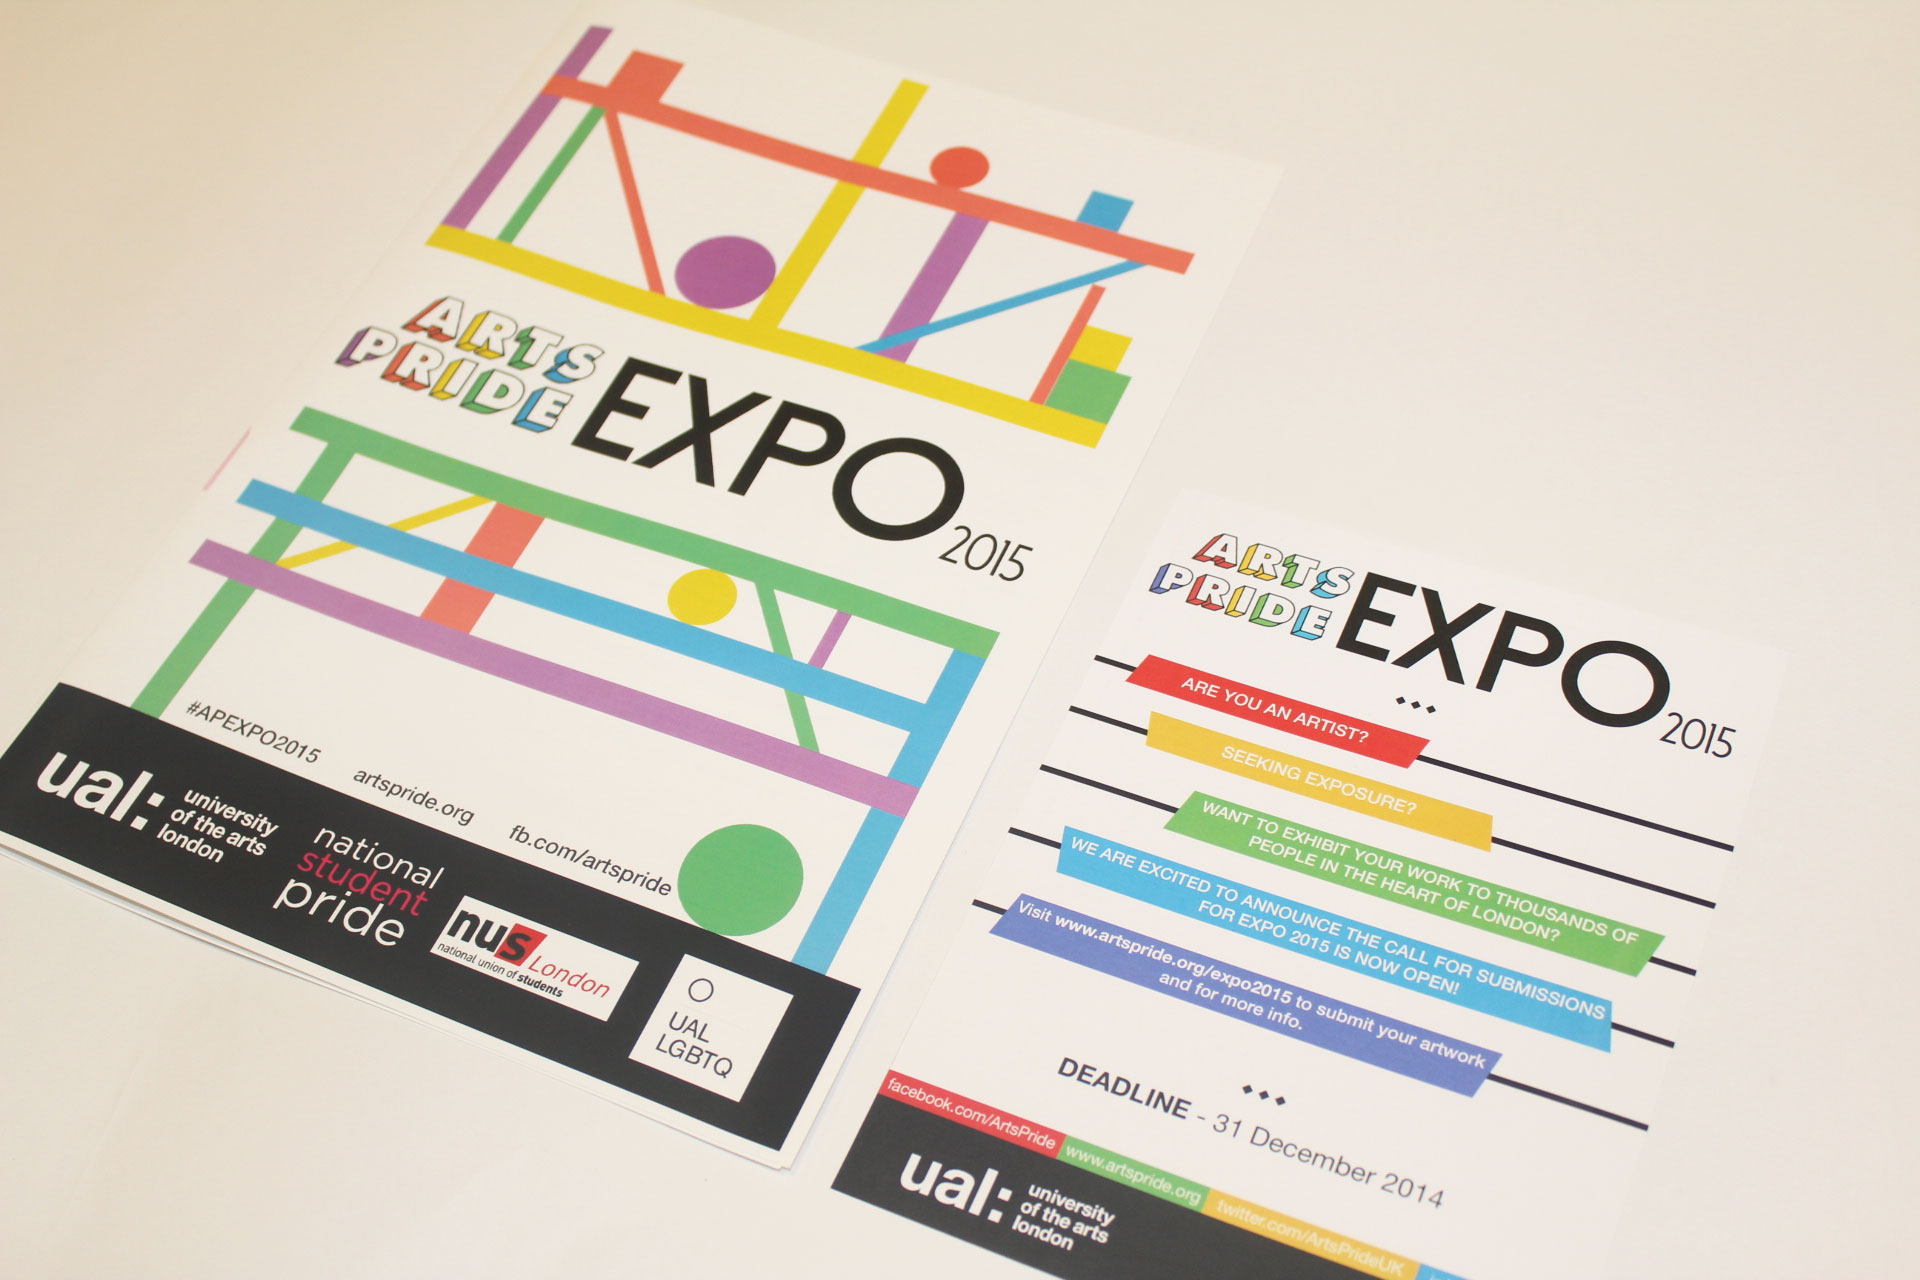 ARTS
PRIDE
EXPO
2015
#APEXPO2015
artspride.org
fb.com/artspride
ual:
university
of the arts
london
national
student
pride
nus London
national union of students
UAL
LGBTQ
ARTS
PRIDE
EXPO
2015
ARE YOU AN ARTIST?
SEEKING EXPOSURE?
WANT TO EXHIBIT YOUR WORK TO THOUSANDS OF
PEOPLE IN THE HEART OF LONDON?
WE ARE EXCITED TO ANNOUNCE THE CALL FOR SUBMISSIONS
FOR EXPO 2015 IS NOW OPEN!
Visit www.artspride.org/expo2015 to submit your artwork
and for more info.
DEADLINE - 31 December 2014
facebook.com/ArtsPride
www.artspride.org
twitter.com/ArtsPrideUK
ual:
university
of the arts
london